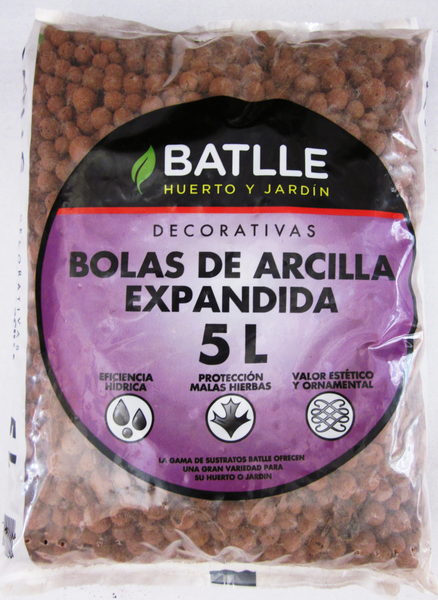 BATLLE
HUERTO Y JARDÍN
DECORATIVAS
BOLAS DE ARCILLA
EXPANDIDA
5 L
EFICIENCIA
HÍDRICA
PROTECCIÓN
MALAS HIERBAS
VALOR ESTÉTICO
Y ORNAMENTAL
LA GAMA DE SUSTRATOS BATLLE OFRECEN
UNA GRAN VARIEDAD PARA
SU HUERTO O JARDIN